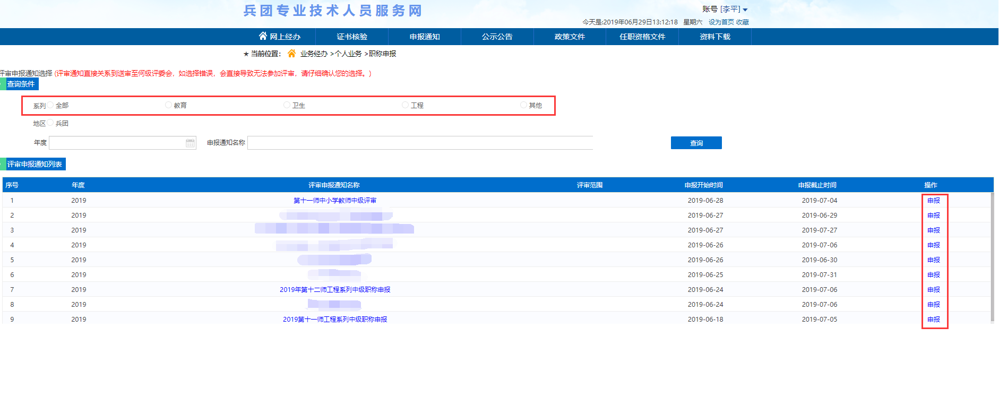 兵团专业技术人员服务网
账号 [李平]
今天是:2019年06月29日13:12:18 星期六 设为首页 收藏
网上经办 证书核验 申报通知 公示公告 政策文件 任职资格文件 资料下载
★ 当前位置： 业务经办 >个人业务 >职称申报
评审申报通知选择 (评审通知直接关系到送审至何级评委会，如选择错误，会直接导致无法参加评审，请仔细确认您的选择。)
查询条件
系列 全部 教育 卫生 工程 其他
地区 兵团
年度 申报通知名称 查询
评审申报通知列表
序号 年度 评审申报通知名称 评审范围 申报开始时间 申报截止时间 操作
1 2019 第十一师中小学教师中级评审 2019-06-28 2019-07-04 申报
2 2019 2019-06-27 2019-06-29 申报
3 2019 2019-06-27 2019-07-27 申报
4 2019 2019-06-26 2019-07-06 申报
5 2019 2019-06-26 2019-06-30 申报
6 2019 2019-06-25 2019-07-31 申报
7 2019 2019年第十二师工程系列中级职称申报 2019-06-24 2019-07-06 申报
8 2019 2019-06-24 2019-07-06 申报
9 2019 2019第十一师工程系列中级职称申报 2019-06-18 2019-07-05 申报